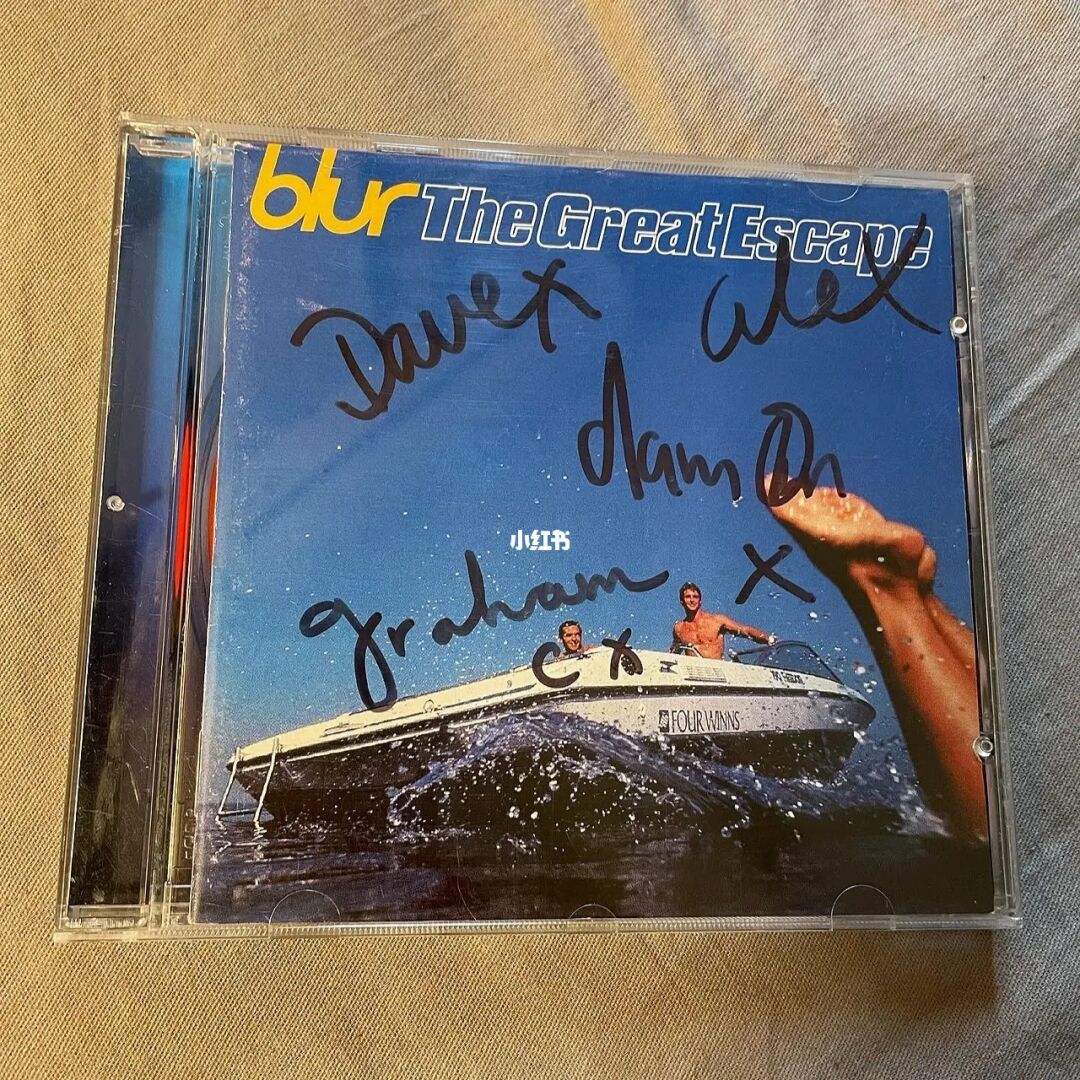 blur The Great Escape
Dave x
alex
damon
小红书
graham x
c x
FOUR WINNS